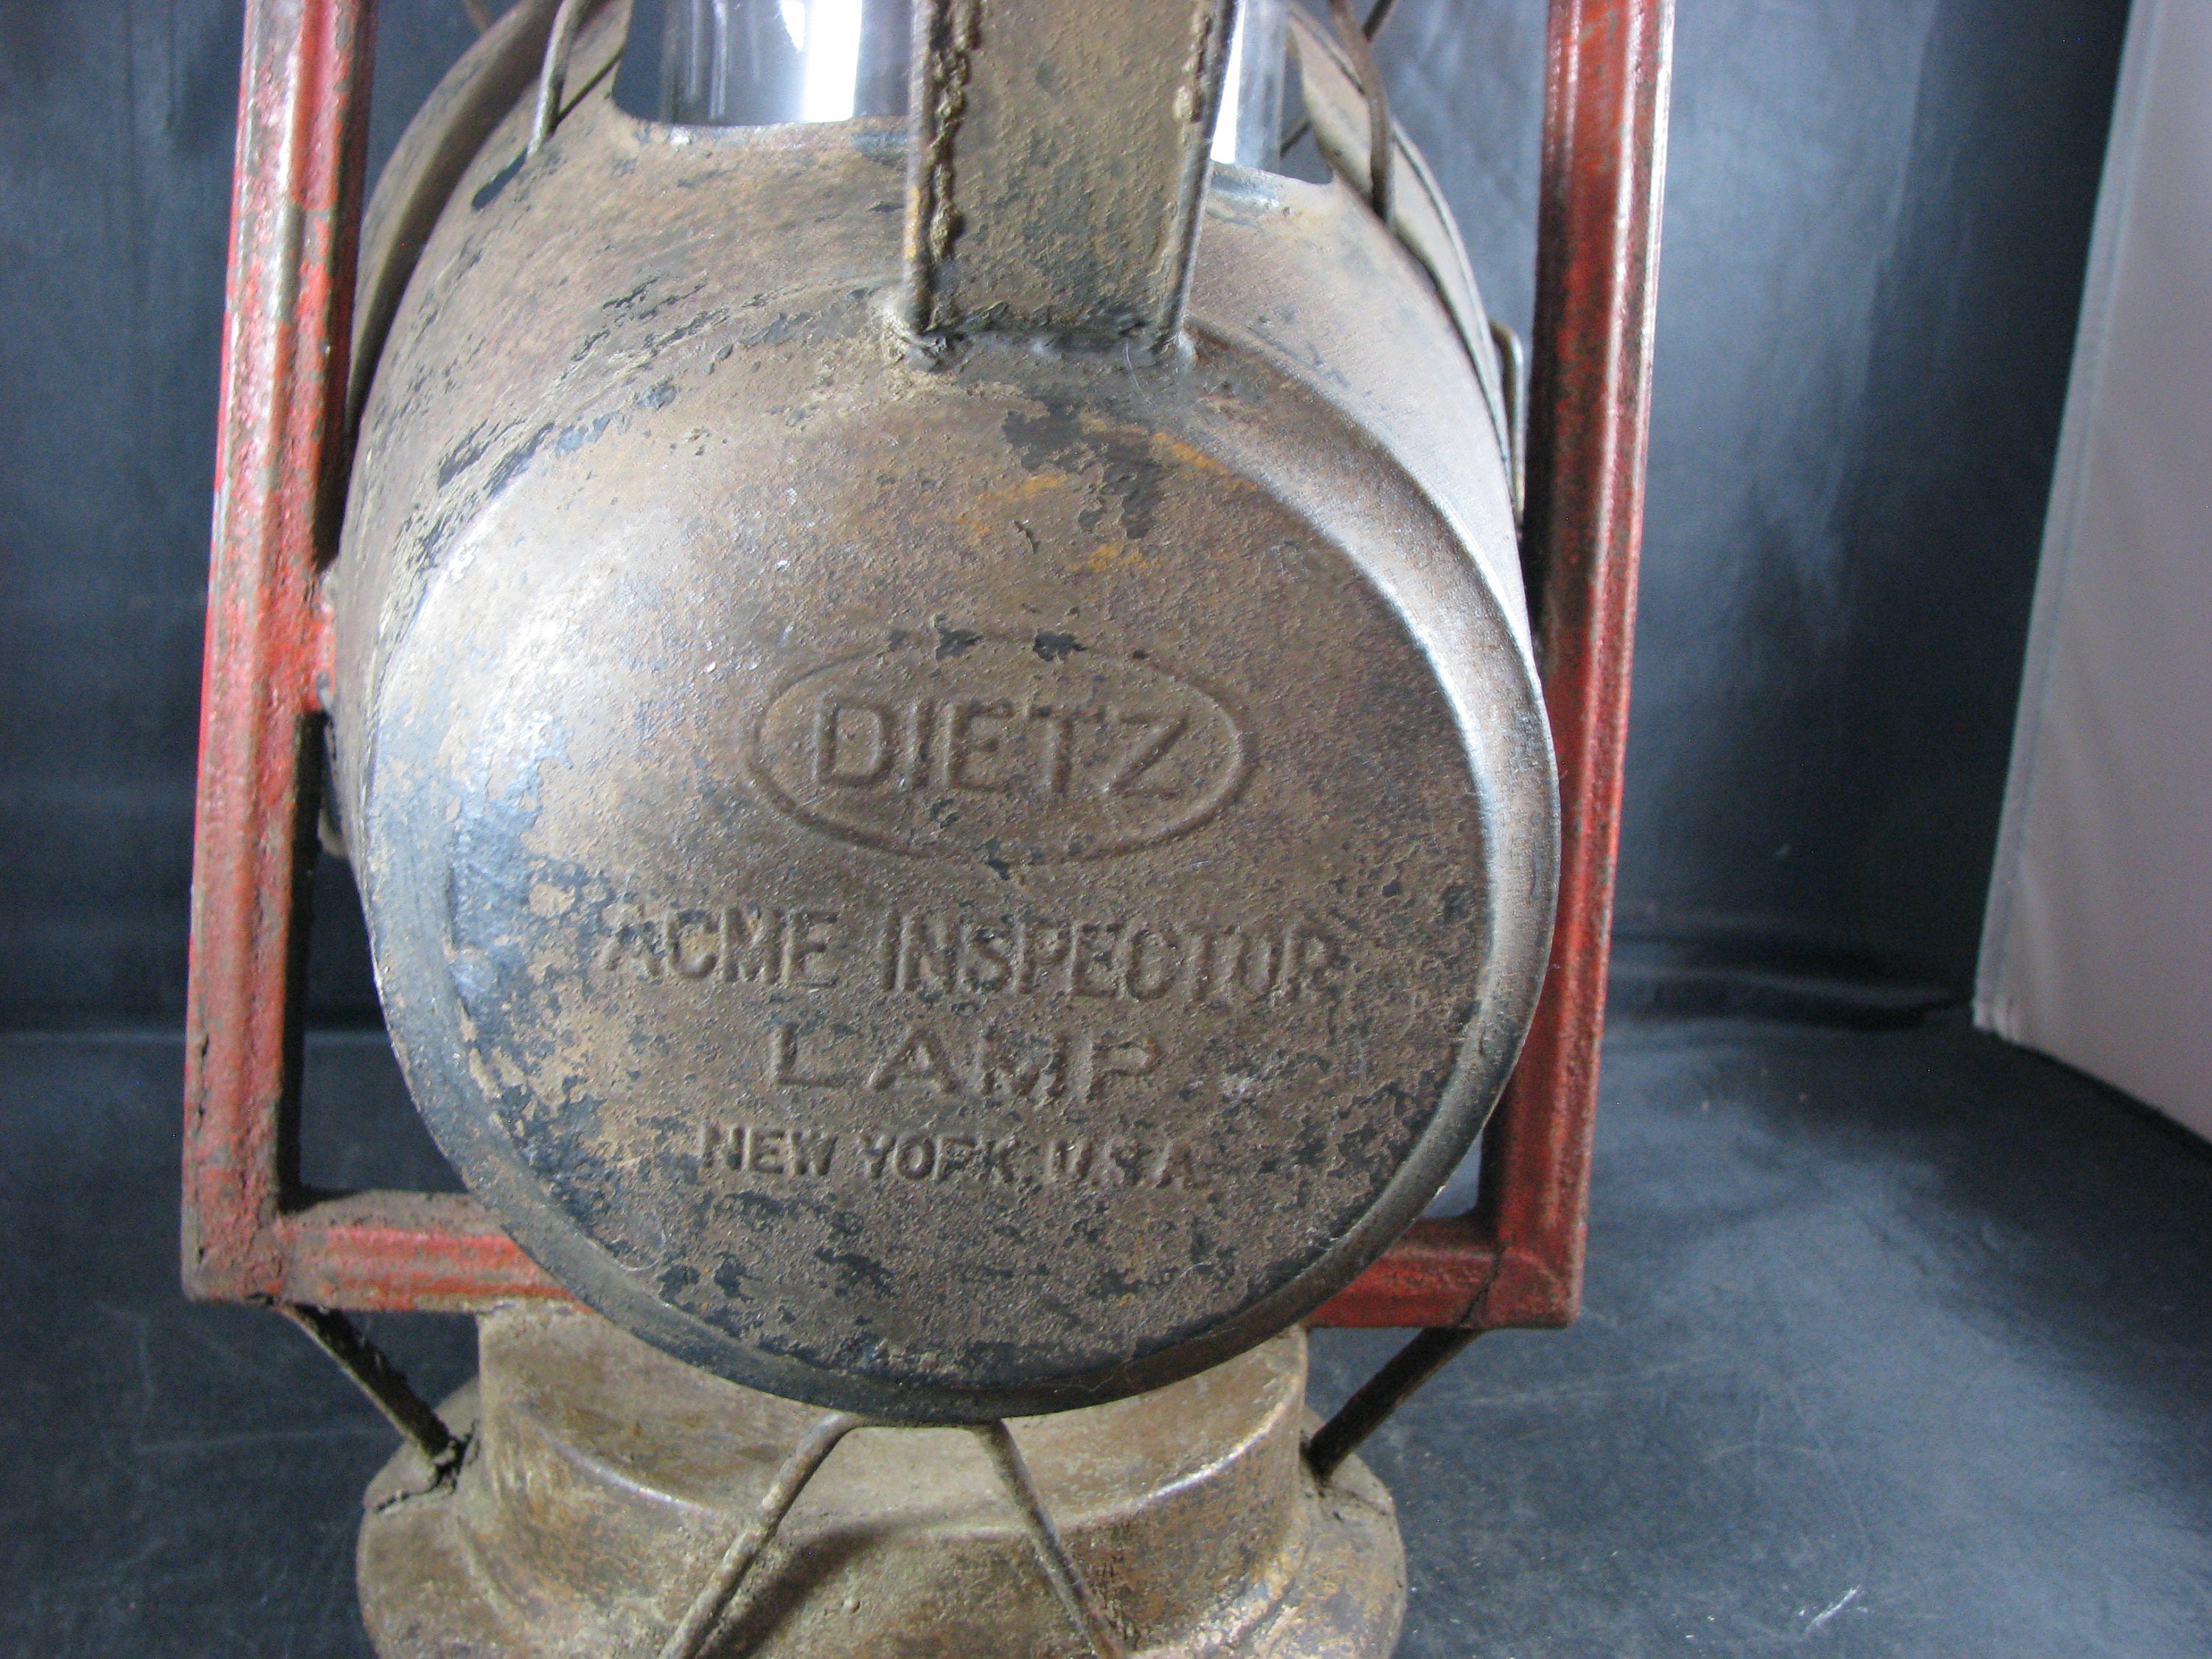 DIETZ
ACME INSPECTOR
LAMP
NEW YORK. U.S.A.